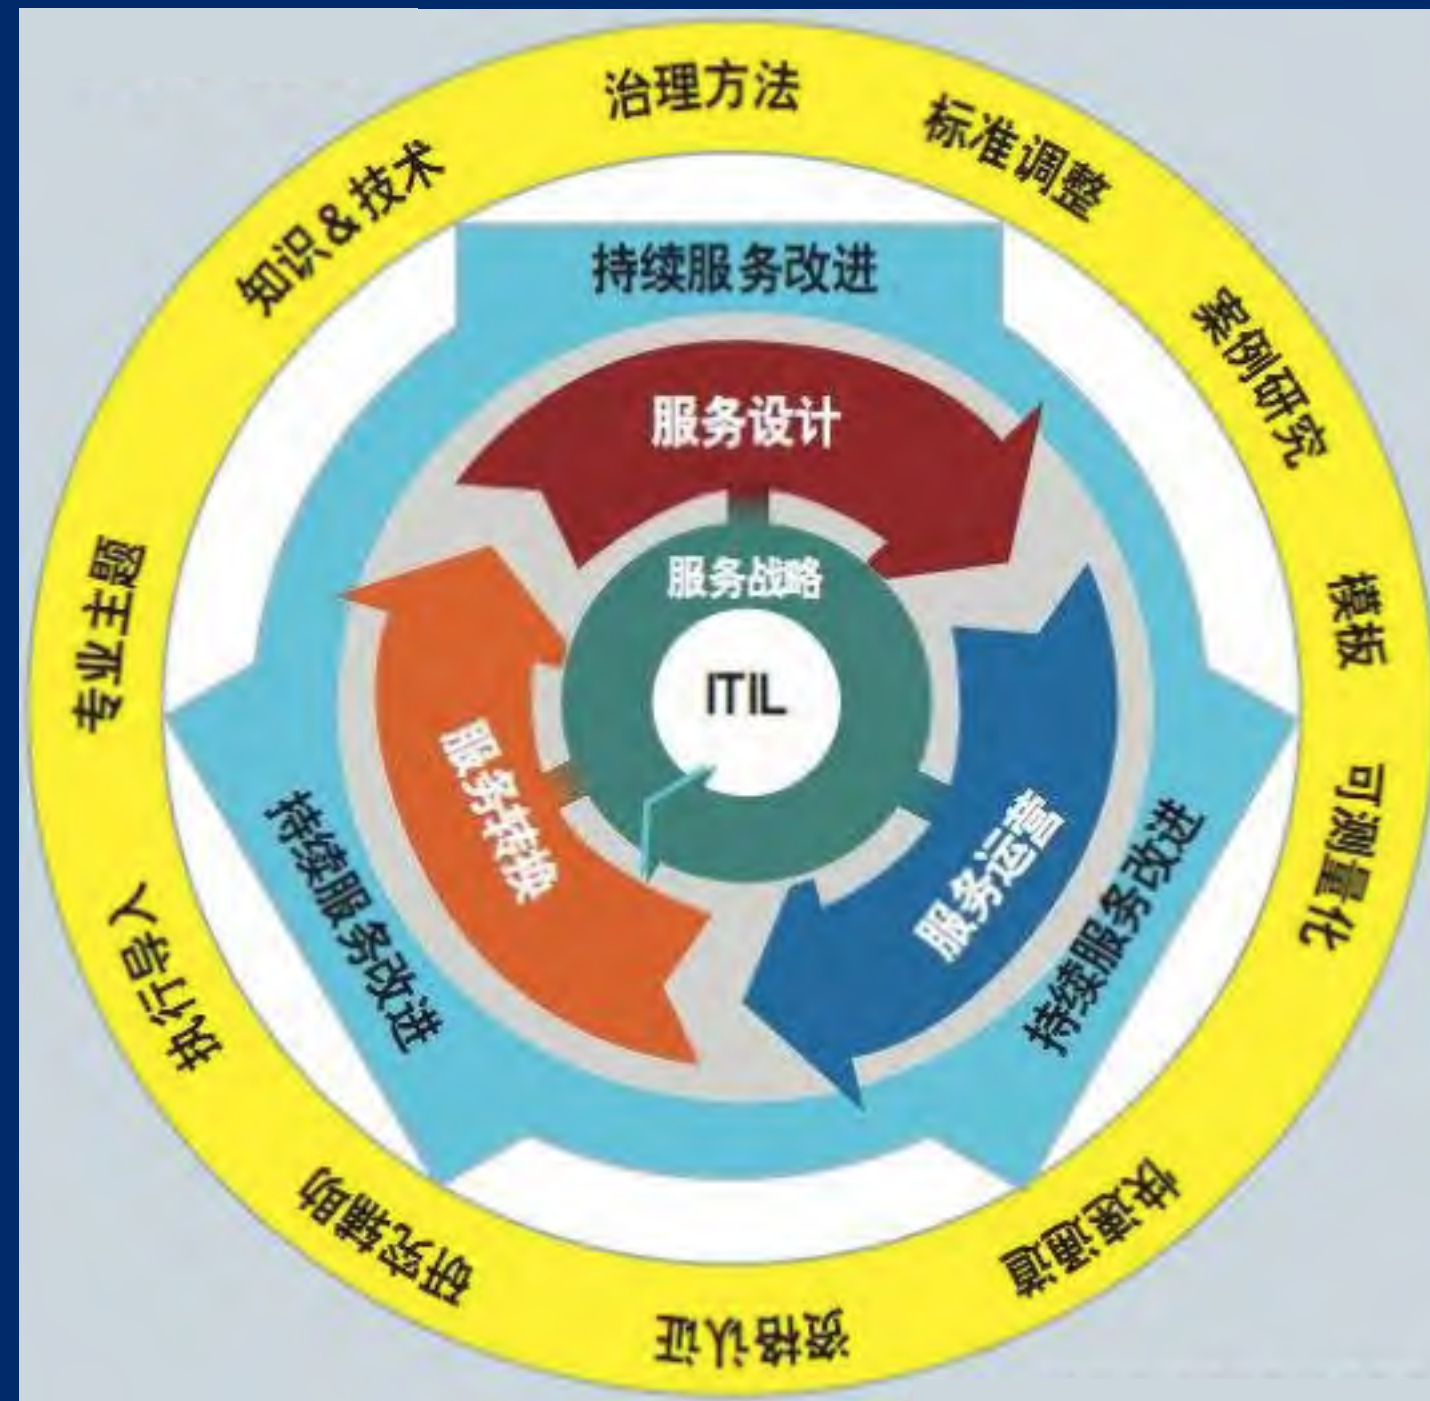 治理方法
标准调整
案例研究
模板
可测量化
快速通道
资格认证
研究辅助
执行导入
专业主题
知识&技术
持续服务改进
持续服务改进
持续服务改进
服务设计
服务运营
服务转换
服务战略
ITIL